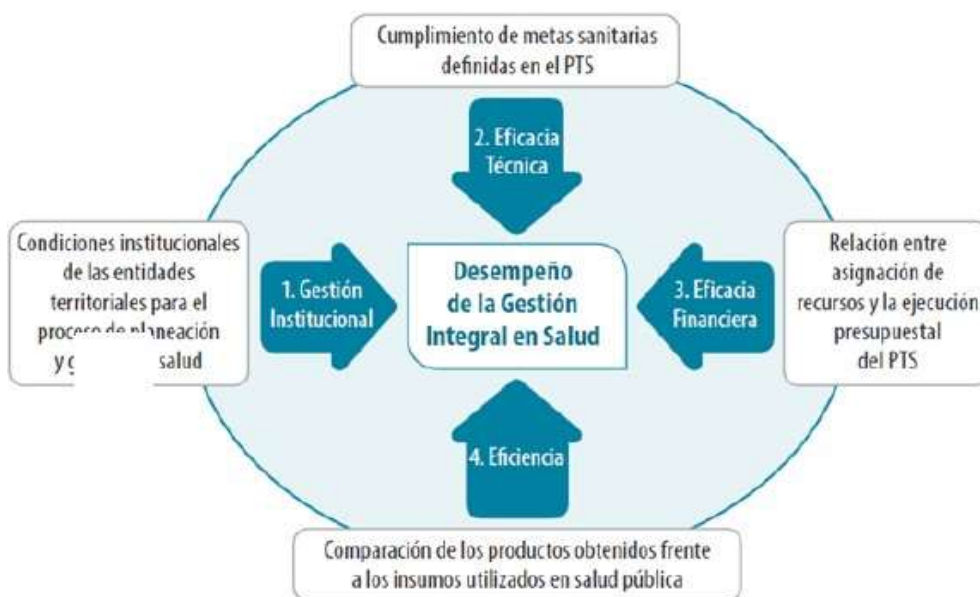 Cumplimiento de metas sanitarias
definidas en el PTS
2. Eficacia
Técnica
Condiciones institucionales
de las entidades
territoriales para el
proceso de planeación
y salud
1. Gestión
Institucional
Desempeño
de la Gestión
Integral en Salud
3. Eficacia
Financiera
Relación entre
asignación de
recursos y la ejecución
presupuestal
del PTS
4. Eficiencia
Comparación de los productos obtenidos frente
a los insumos utilizados en salud pública